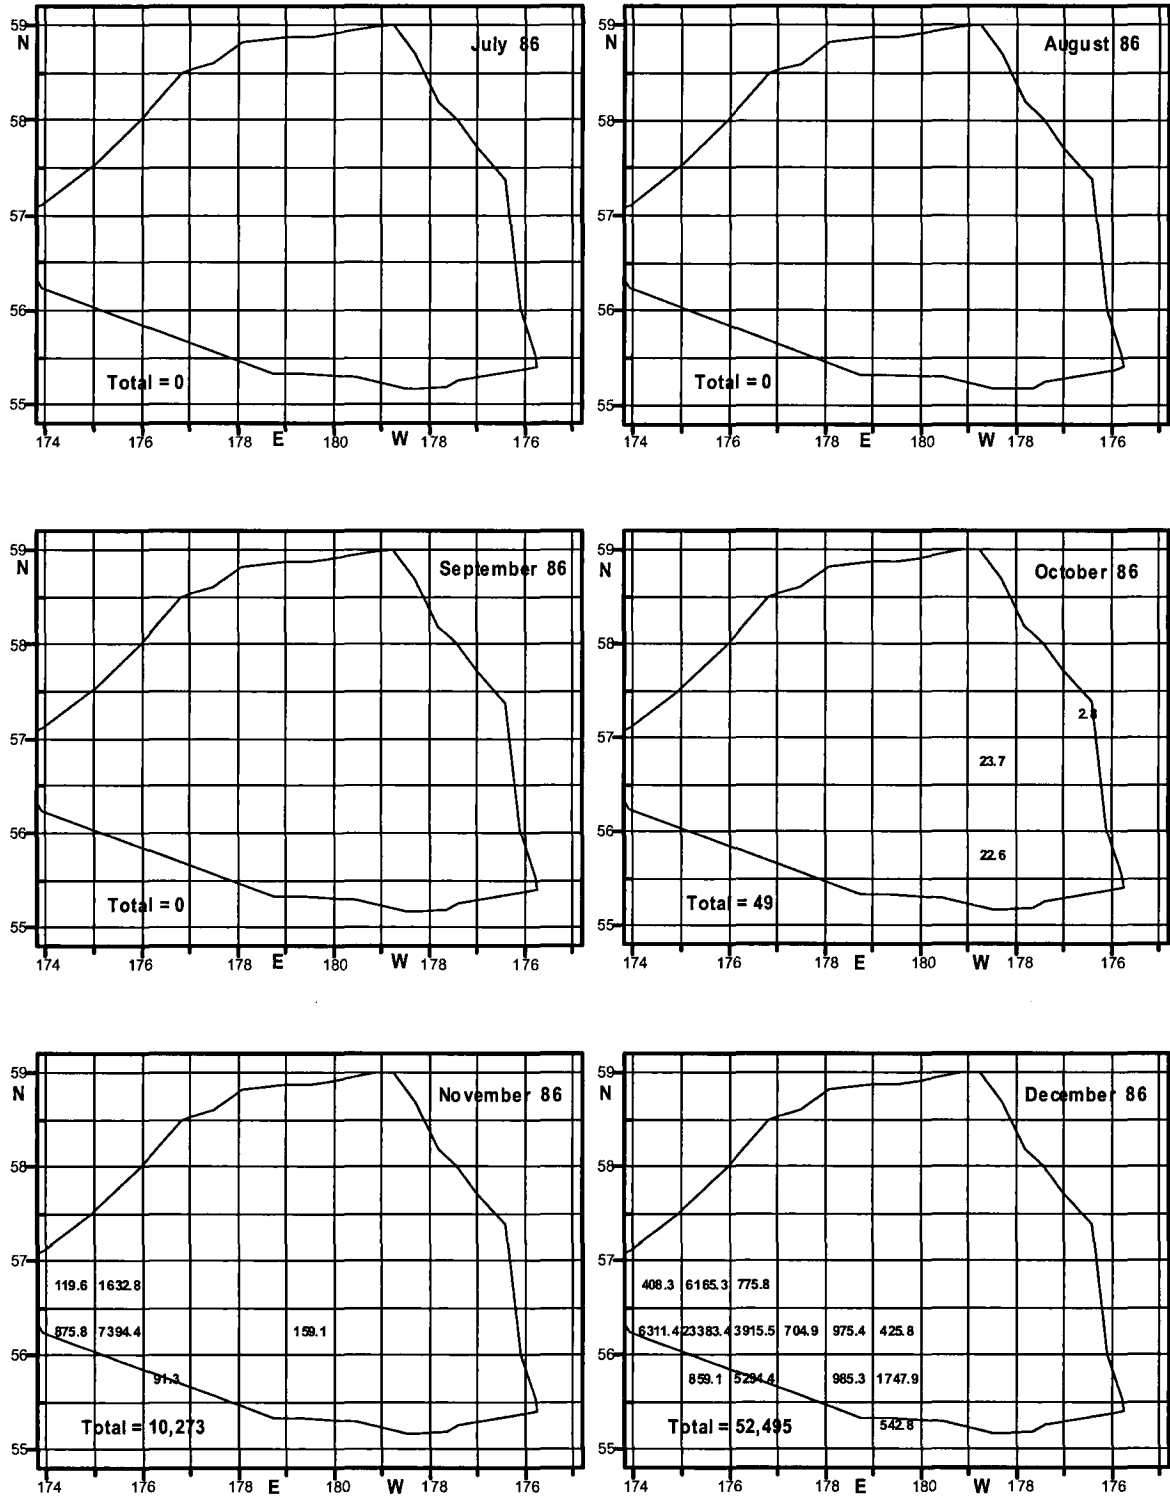 59
N
July 86
58
57
56
Total = 0
55
174 176 178 E 180 W 178 176
59
N
August 86
58
57
56
Total = 0
55
174 176 178 E 180 W 178 176
59
N
September 86
58
57
56
Total = 0
55
174 176 178 E 180 W 178 176
59
N
October 86
58
2.8
57
23.7
56
22.6
Total = 49
55
174 176 178 E 180 W 178 176
59
N
November 86
58
57
119.6 1632.8
875.8 7394.4 159.1
56
91.3
Total = 10,273
55
174 176 178 E 180 W 178 176
59
N
December 86
58
57
408.3 6165.3 775.8
6311.4 23383.4 3915.5 704.9 975.4 425.8
56
859.1 5294.4 985.3 1747.9
Total = 52,495 542.8
55
174 176 178 E 180 W 178 176